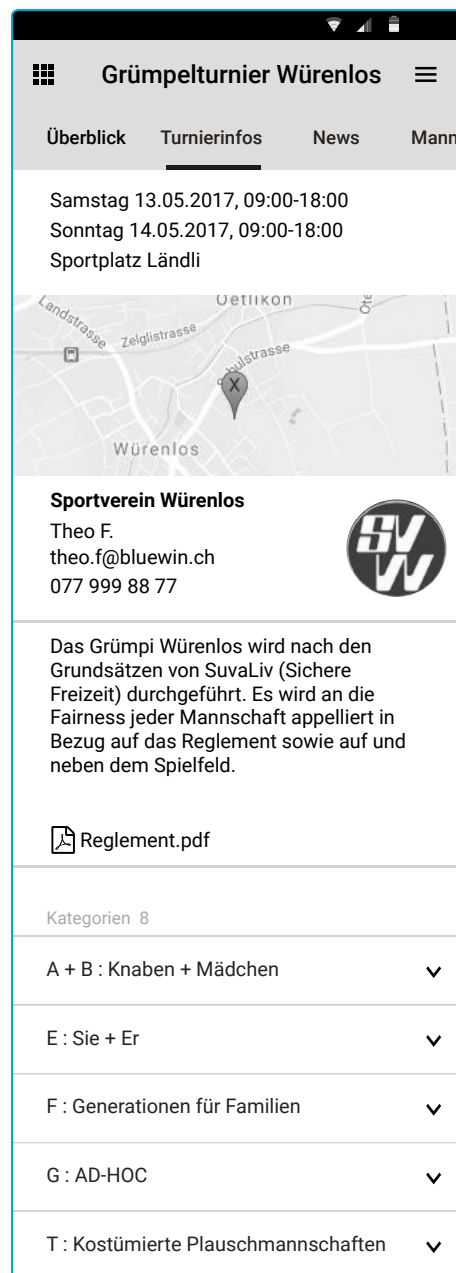 Grümpelturnier Würenlos
Überblick Turnierinfos News Mann
Samstag 13.05.2017, 09:00-18:00
Sonntag 14.05.2017, 09:00-18:00
Sportplatz Ländli
Oetlikon
Landstrasse
Zelglistrasse
Ote
Schulstrasse
X
Würenlos
Sportverein Würenlos
Theo F.
theo.f@bluewin.ch
077 999 88 77
SVW
Das Grümpi Würenlos wird nach den
Grundsätzen von SuvaLiv (Sichere
Freizeit) durchgeführt. Es wird an die
Fairness jeder Mannschaft appelliert in
Bezug auf das Reglement sowie auf und
neben dem Spielfeld.
Reglement.pdf
Kategorien 8
A + B : Knaben + Mädchen
E : Sie + Er
F : Generationen für Familien
G : AD-HOC
T : Kostümierte Plauschmannschaften